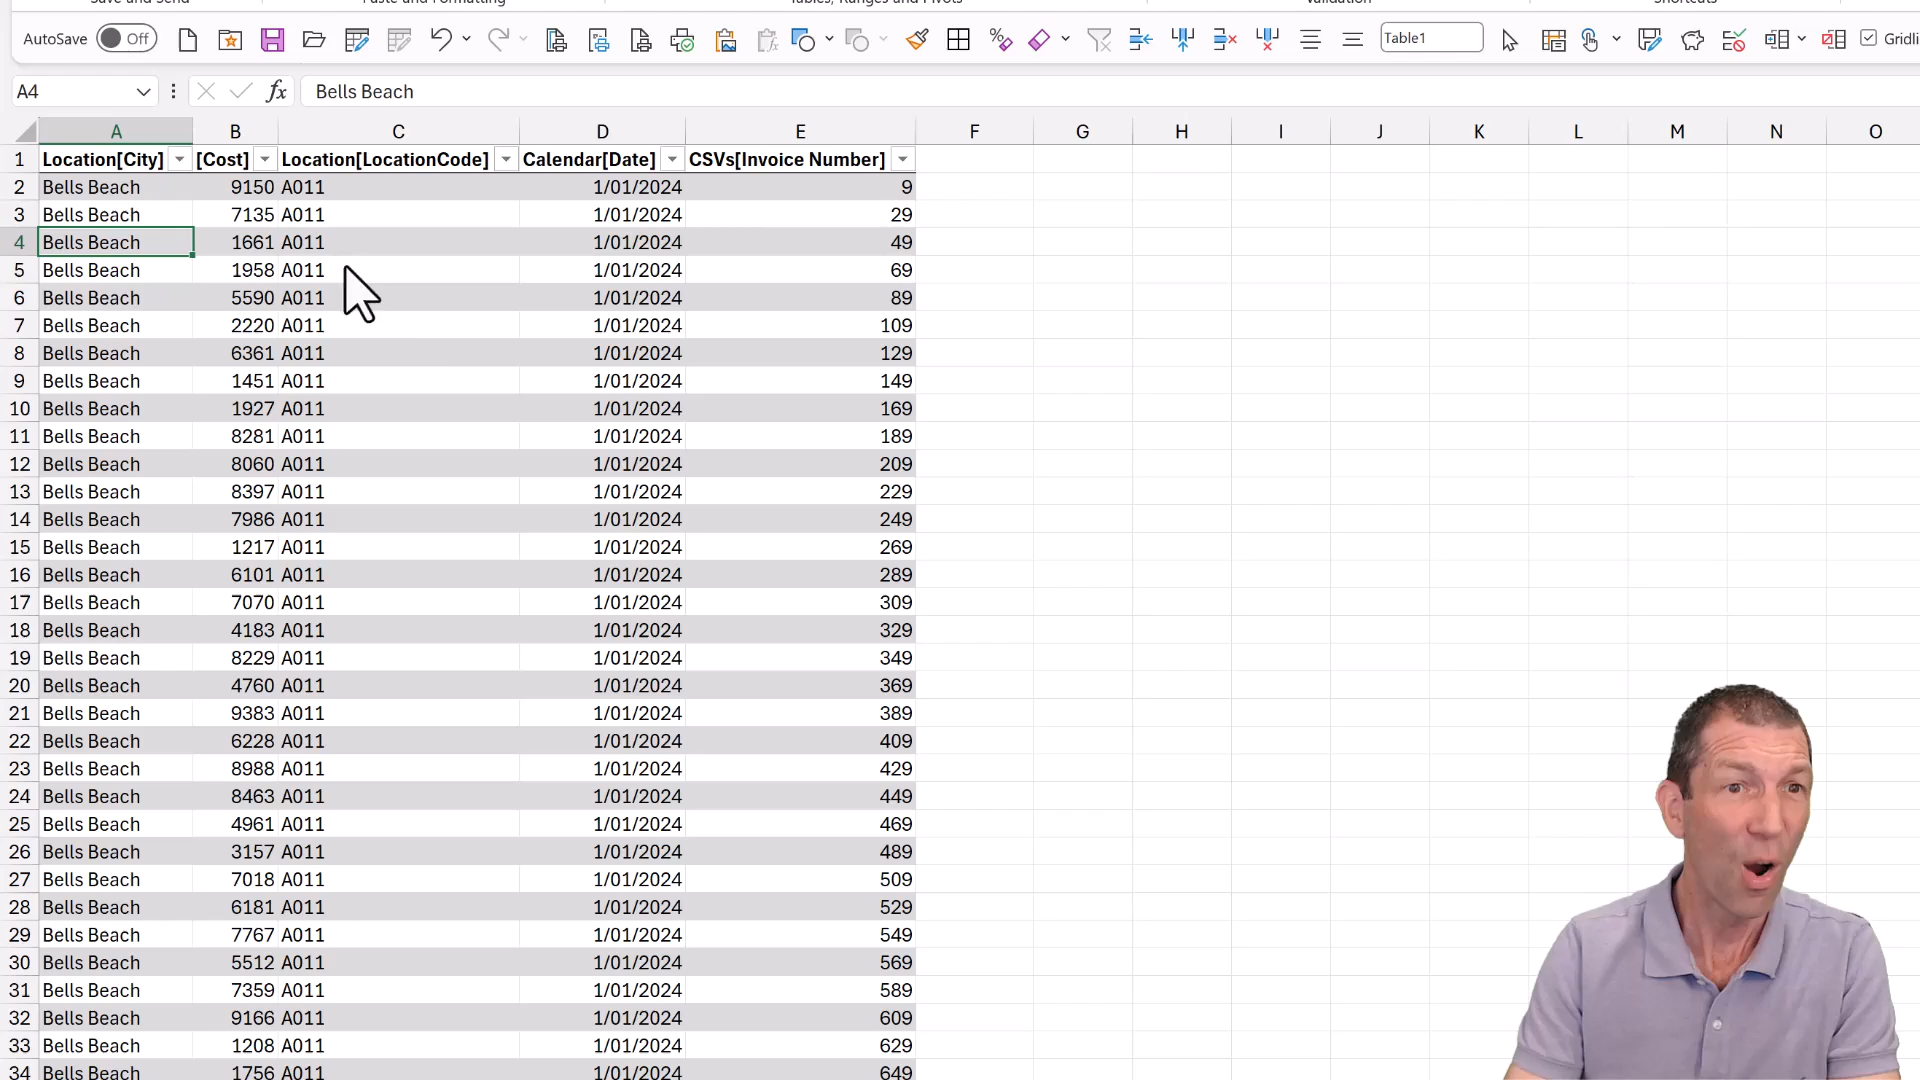 Save and Send Paste and Formatting Tables, Ranges and Pivots Validation Shortcuts
AutoSave Off Table1 Gridli
A4 fx Bells Beach
A B C D E F G H I J K L M N O
1 Location[City] [Cost] Location[LocationCode] Calendar[Date] CSVs[Invoice Number]
2 Bells Beach 9150 A011 1/01/2024 9
3 Bells Beach 7135 A011 1/01/2024 29
4 Bells Beach 1661 A011 1/01/2024 49
5 Bells Beach 1958 A011 1/01/2024 69
6 Bells Beach 5590 A011 1/01/2024 89
7 Bells Beach 2220 A011 1/01/2024 109
8 Bells Beach 6361 A011 1/01/2024 129
9 Bells Beach 1451 A011 1/01/2024 149
10 Bells Beach 1927 A011 1/01/2024 169
11 Bells Beach 8281 A011 1/01/2024 189
12 Bells Beach 8060 A011 1/01/2024 209
13 Bells Beach 8397 A011 1/01/2024 229
14 Bells Beach 7986 A011 1/01/2024 249
15 Bells Beach 1217 A011 1/01/2024 269
16 Bells Beach 6101 A011 1/01/2024 289
17 Bells Beach 7070 A011 1/01/2024 309
18 Bells Beach 4183 A011 1/01/2024 329
19 Bells Beach 8229 A011 1/01/2024 349
20 Bells Beach 4760 A011 1/01/2024 369
21 Bells Beach 9383 A011 1/01/2024 389
22 Bells Beach 6228 A011 1/01/2024 409
23 Bells Beach 8988 A011 1/01/2024 429
24 Bells Beach 8463 A011 1/01/2024 449
25 Bells Beach 4961 A011 1/01/2024 469
26 Bells Beach 3157 A011 1/01/2024 489
27 Bells Beach 7018 A011 1/01/2024 509
28 Bells Beach 6181 A011 1/01/2024 529
29 Bells Beach 7767 A011 1/01/2024 549
30 Bells Beach 5512 A011 1/01/2024 569
31 Bells Beach 7359 A011 1/01/2024 589
32 Bells Beach 9166 A011 1/01/2024 609
33 Bells Beach 1208 A011 1/01/2024 629
34 Bells Beach 1756 A011 1/01/2024 649